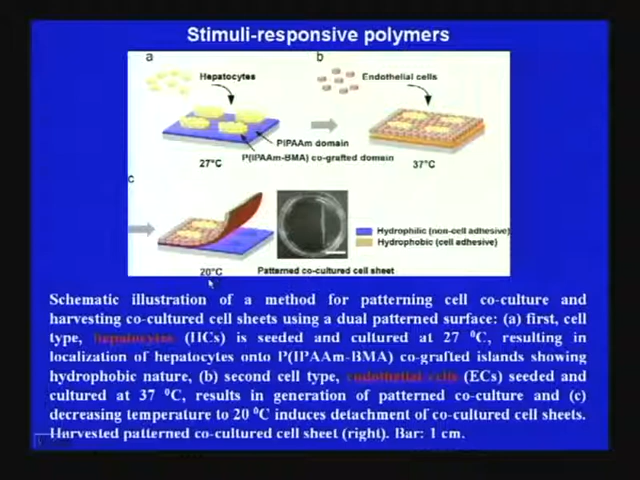 Stimuli-responsive polymers
a
b
Hepatocytes
Endothelial cells
PIPAAm domain
P(IPAAm-BMA) co-grafted domain
27°C
37°C
c
Hydrophilic (non-cell adhesive)
Hydrophobic (cell adhesive)
20°C
Patterned co-cultured cell sheet
Schematic illustration of a method for patterning cell co-culture and
harvesting co-cultured cell sheets using a dual patterned surface: (a) first, cell
type, hepatocytes (HCs) is seeded and cultured at 27 ⁰C, resulting in
localization of hepatocytes onto P(IPAAm-BMA) co-grafted islands showing
hydrophobic nature, (b) second cell type, endothelial cells (ECs) seeded and
cultured at 37 ⁰C, results in generation of patterned co-culture and (c)
decreasing temperature to 20 ⁰C induces detachment of co-cultured cell sheets.
Harvested patterned co-cultured cell sheet (right). Bar: 1 cm.